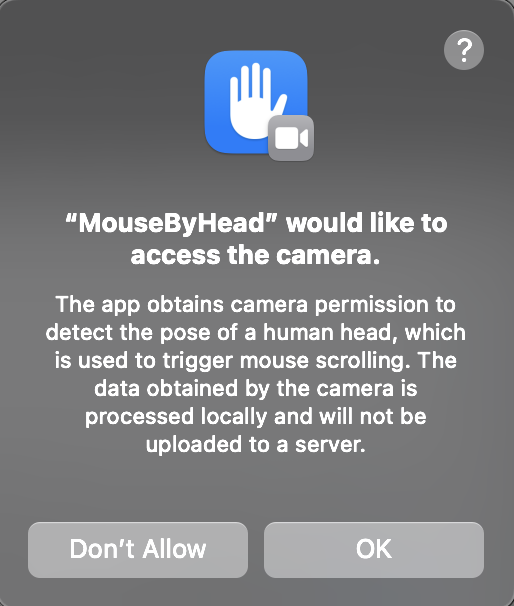 ?
“MouseByHead” would like to
access the camera.
The app obtains camera permission to
detect the pose of a human head, which
is used to trigger mouse scrolling. The
data obtained by the camera is
processed locally and will not be
uploaded to a server.
Don’t Allow
OK